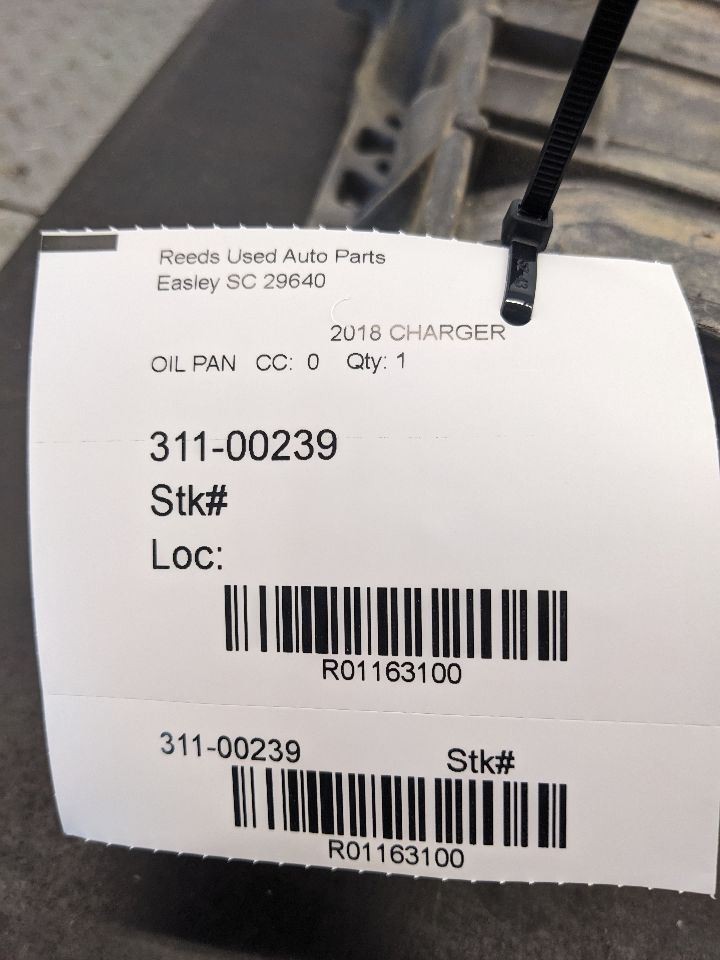 Reeds Used Auto Parts
Easley SC 29640
2018 CHARGER
OIL PAN CC: 0 Qty: 1
311-00239
Stk#
Loc:
R01163100
311-00239 Stk#
R01163100